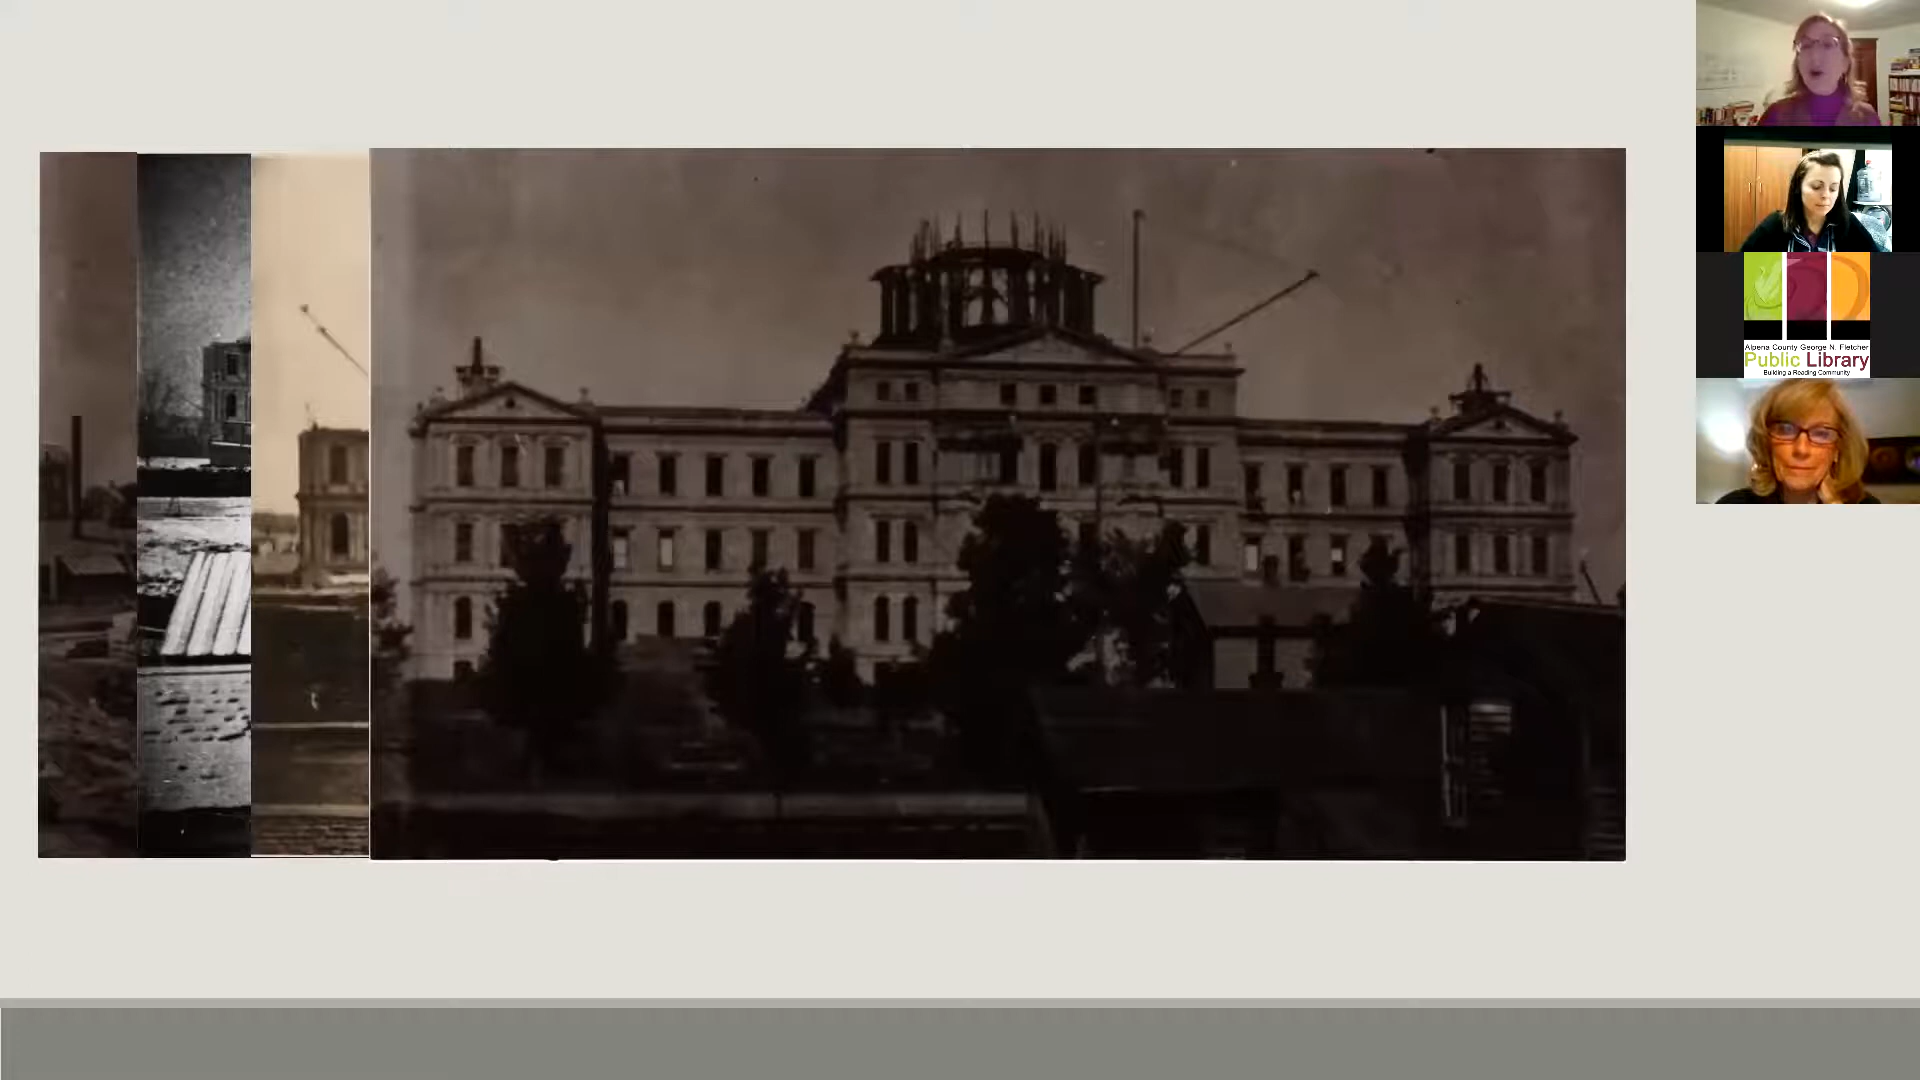 Alpena County George N. Fletcher
Public Library
Building a Reading Community